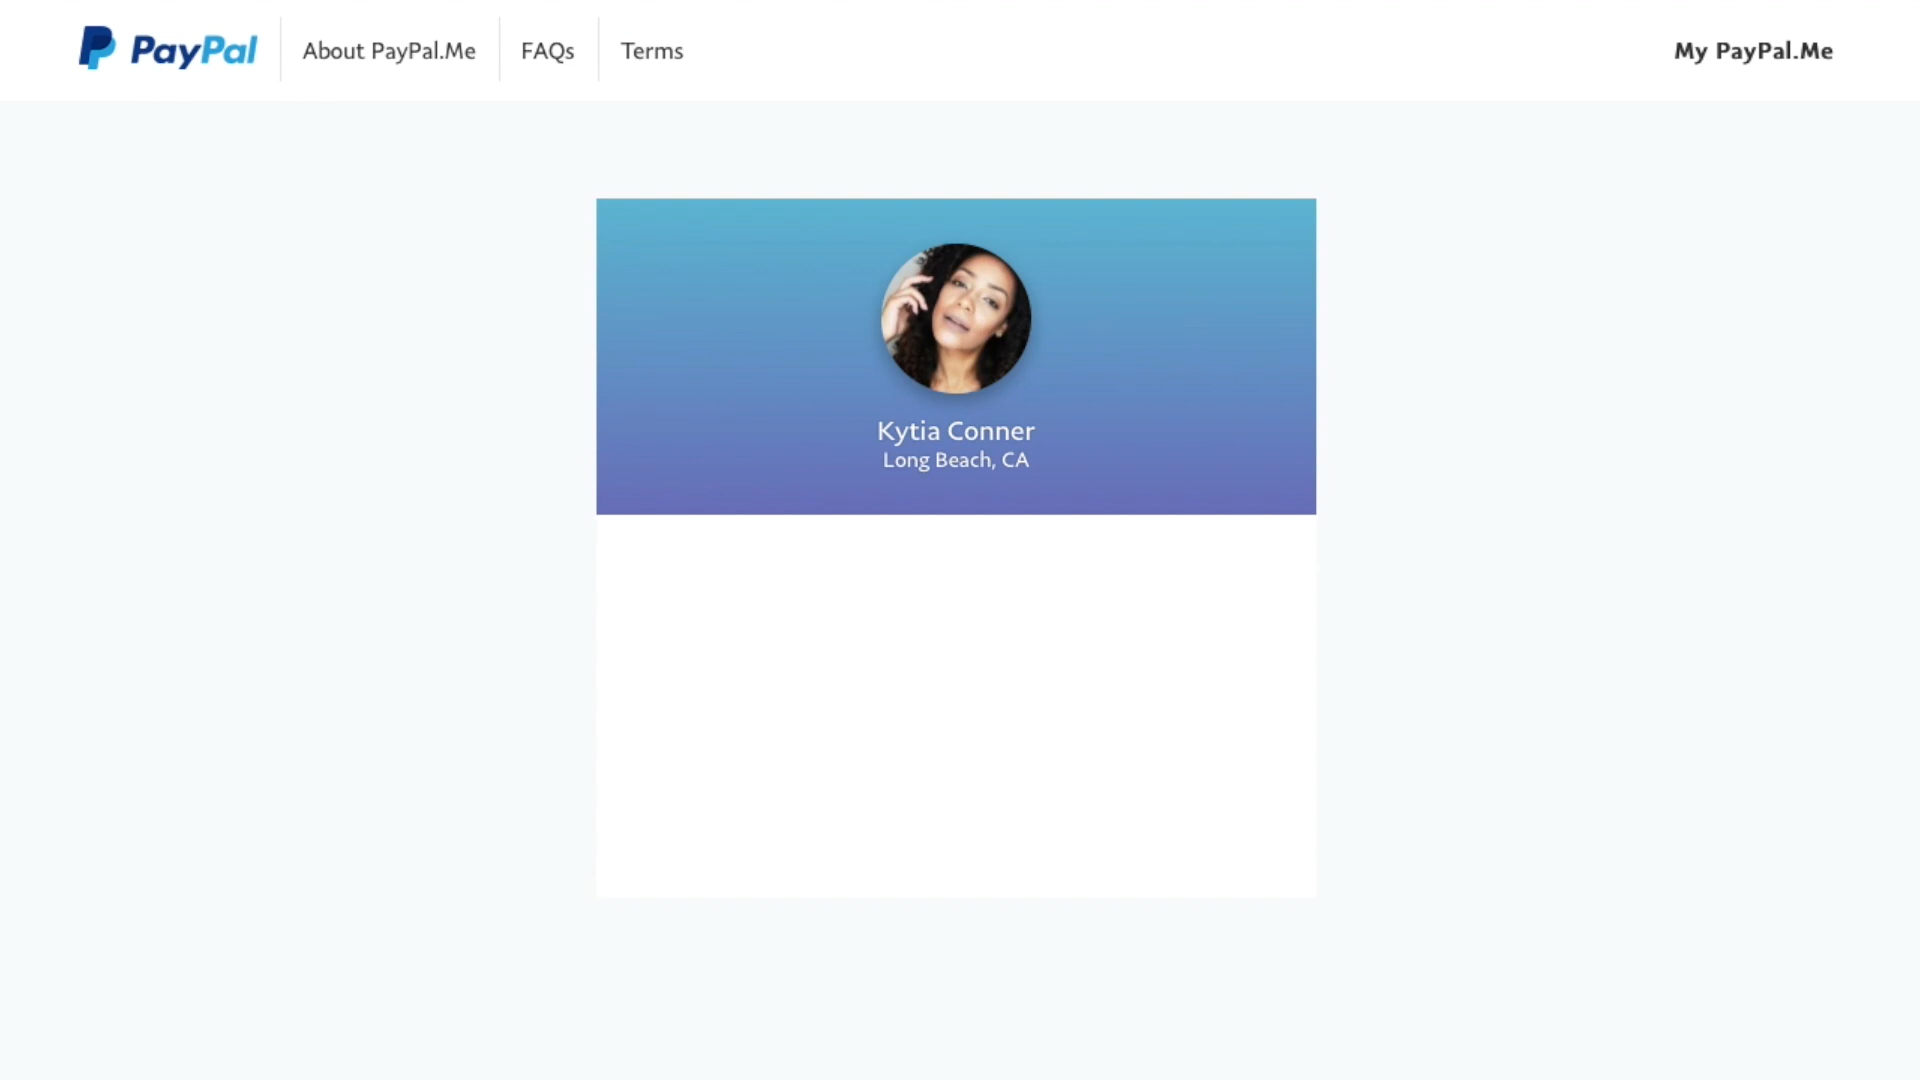 PayPal
About PayPal.Me
FAQs
Terms
My PayPal.Me
Kytia Conner
Long Beach, CA